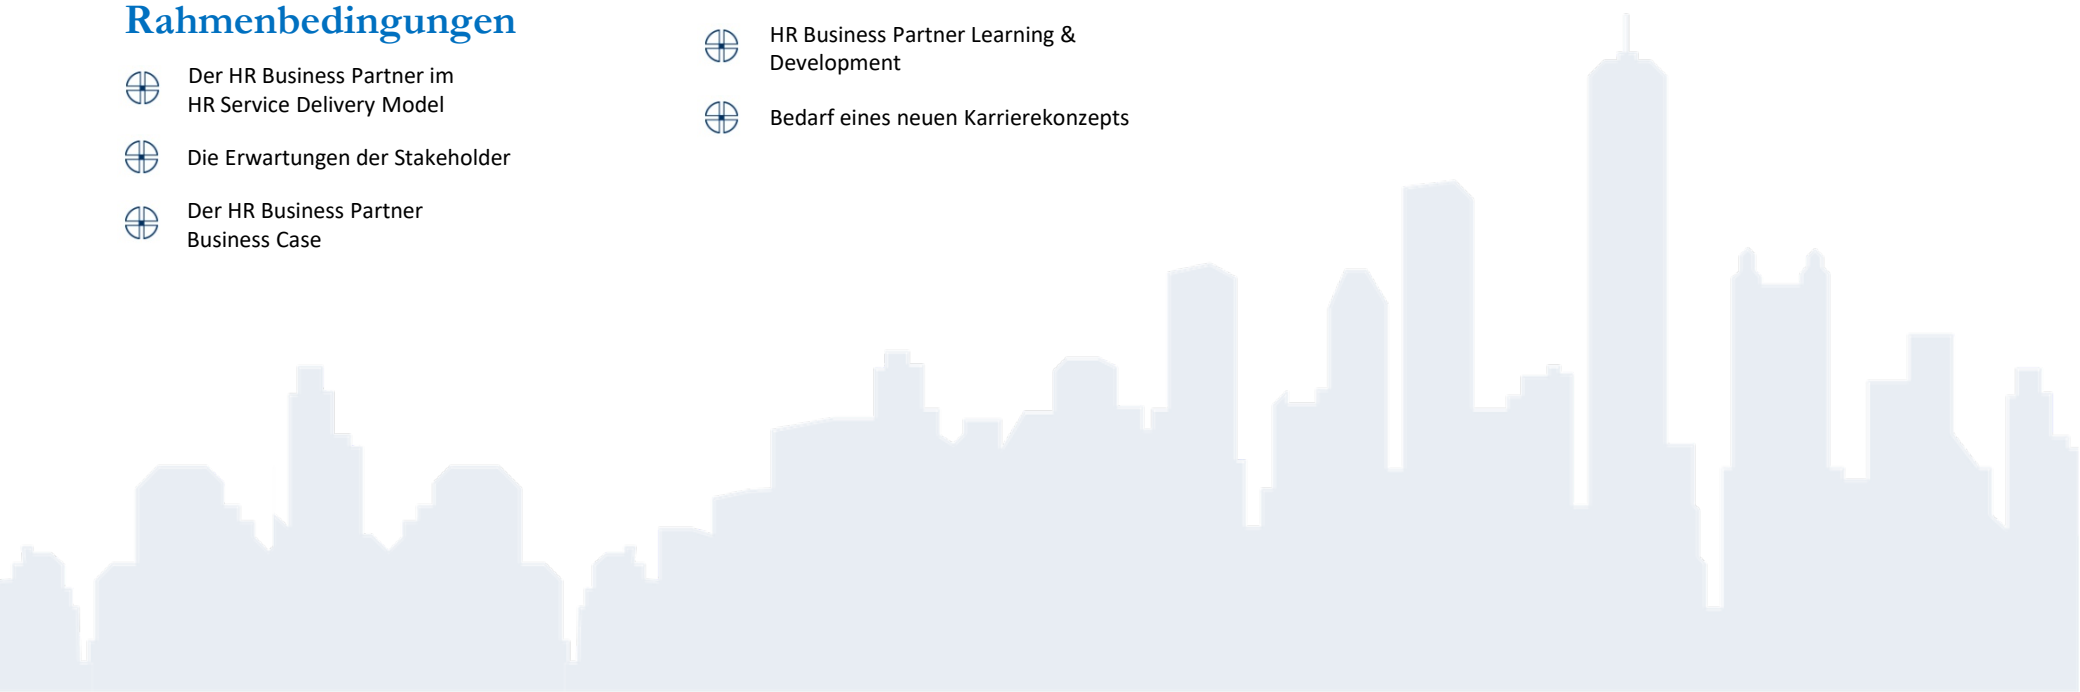 Rahmenbedingungen
Der HR Business Partner im
HR Service Delivery Model
Die Erwartungen der Stakeholder
Der HR Business Partner
Business Case
HR Business Partner Learning &
Development
Bedarf eines neuen Karrierekonzepts